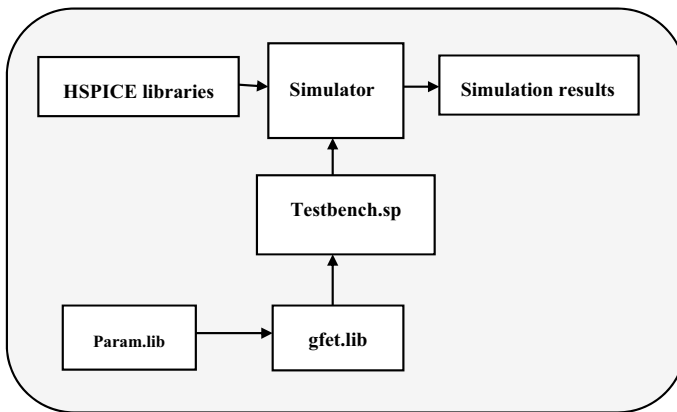 HSPICE libraries
Simulator
Simulation results
Testbench.sp
Param.lib
gfet.lib